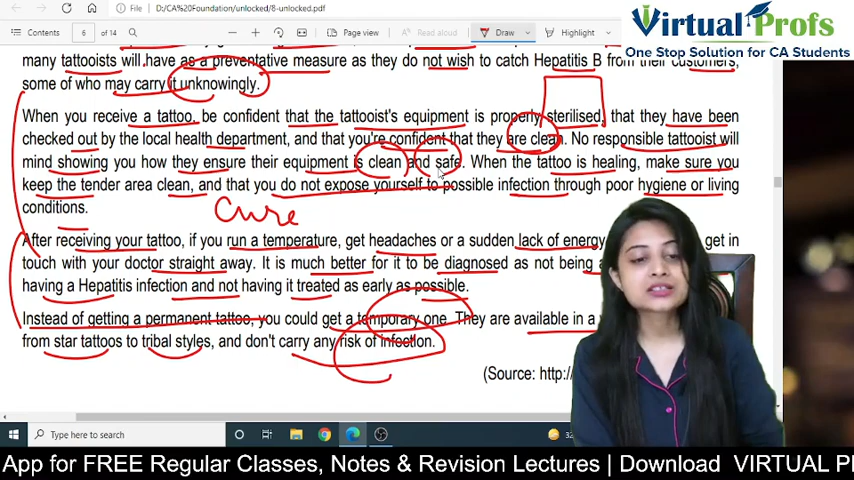 File
D:/CA%20Foundation/unlocked/8-unlocked.pdf
Contents
6
of 14
Page view
Read aloud
Draw
Highlight
Virtual Profs
One Stop Solution for CA Students
many tattooists will have as a preventative measure as they do not wish to catch Hepatitis B from their customers,
some of who may carry it unknowingly.
When you receive a tattoo, be confident that the tattooist's equipment is properly sterilised, that they have been
checked out by the local health department, and that you're confident that they are clean. No responsible tattooist will
mind showing you how they ensure their equipment is clean and safe. When the tattoo is healing, make sure you
keep the tender area clean, and that you do not expose yourself to possible infection through poor hygiene or living
conditions.
Cure
After receiving your tattoo, if you run a temperature, get headaches or a sudden lack of energy get in
touch with your doctor straight away. It is much better for it to be diagnosed as not being
having a Hepatitis infection and not having it treated as early as possible.
Instead of getting a permanent tattoo, you could get a temporary one. They are available in a
from star tattoos to tribal styles, and don't carry any risk of infection.
(Source: http:/
Type here to search
App for FREE Regular Classes, Notes & Revision Lectures | Download VIRTUAL P